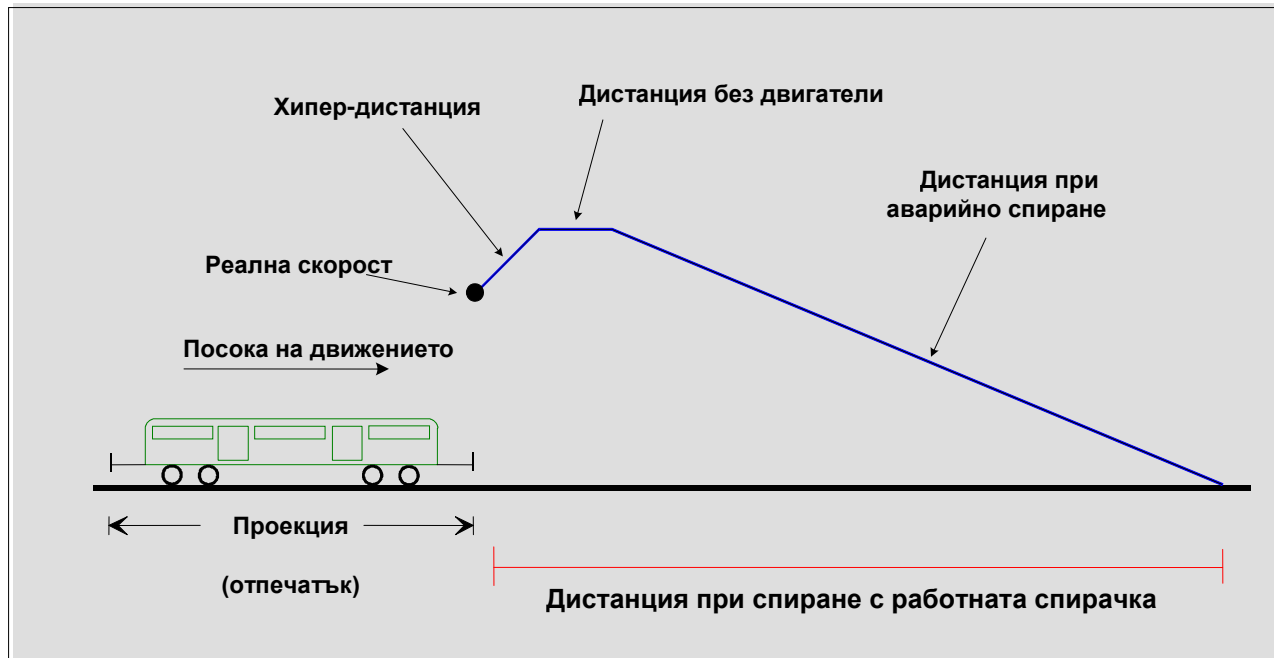 Дистанция без двигатели
Хипер-дистанция
Дистанция при
аварийно спиране
Реална скорост
Посока на движението
Проекция
(отпечатък)
Дистанция при спиране с работната спирачка